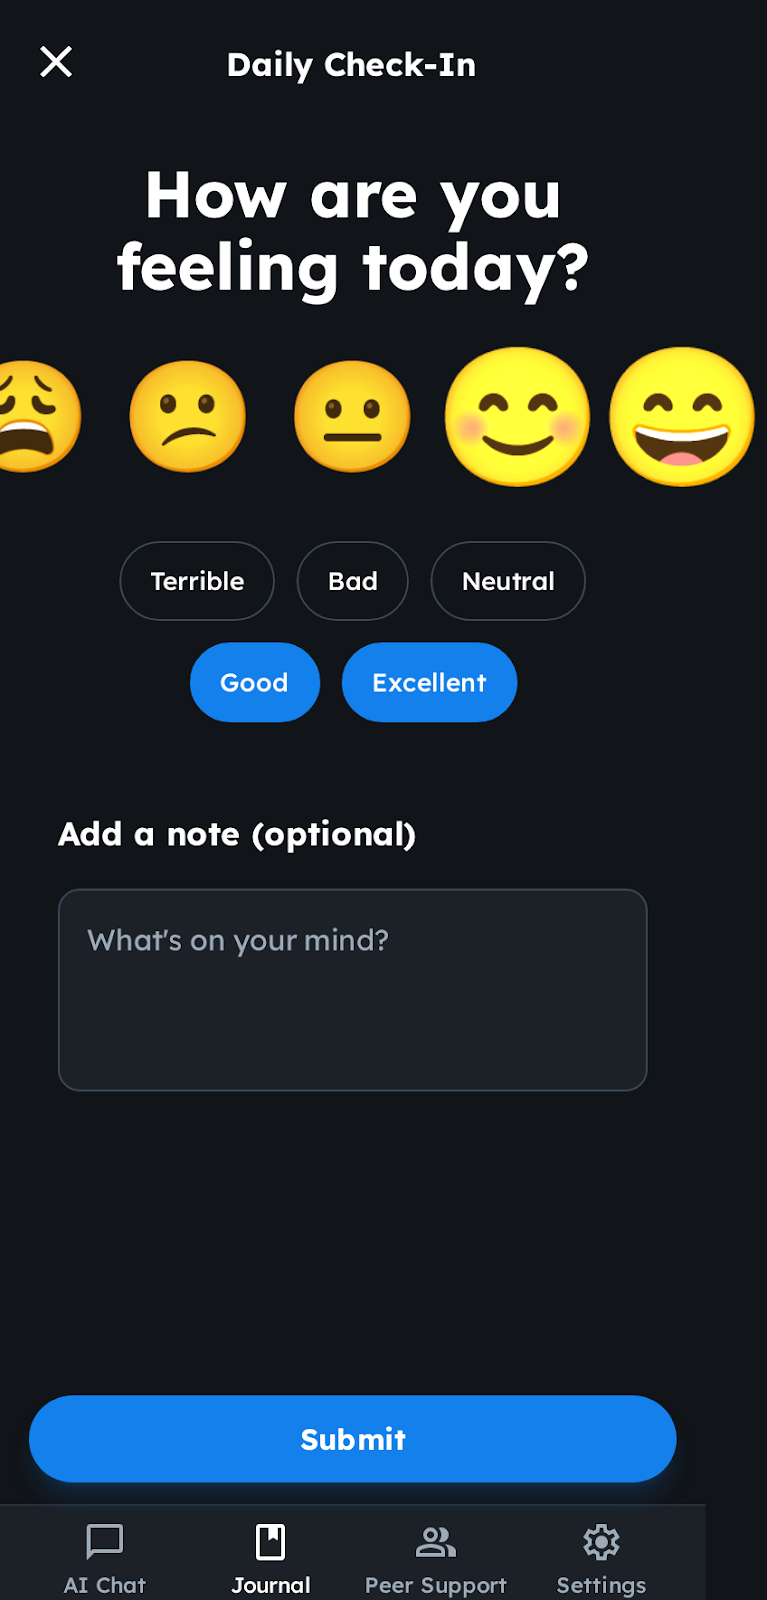 Daily Check-In
How are you
feeling today?
Terrible
Bad
Neutral
Good
Excellent
Add a note (optional)
What's on your mind?
Submit
AI Chat
Journal
Peer Support
Settings